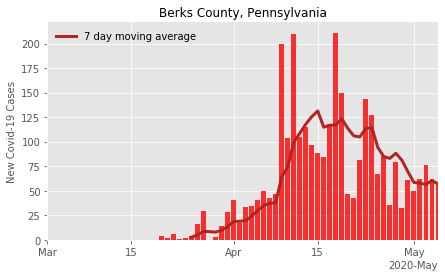 Berks County, Pennsylvania
7 day moving average
New Covid-19 Cases
200
175
150
125
100
75
50
25
0
Mar
15
Apr
15
May
2020-May